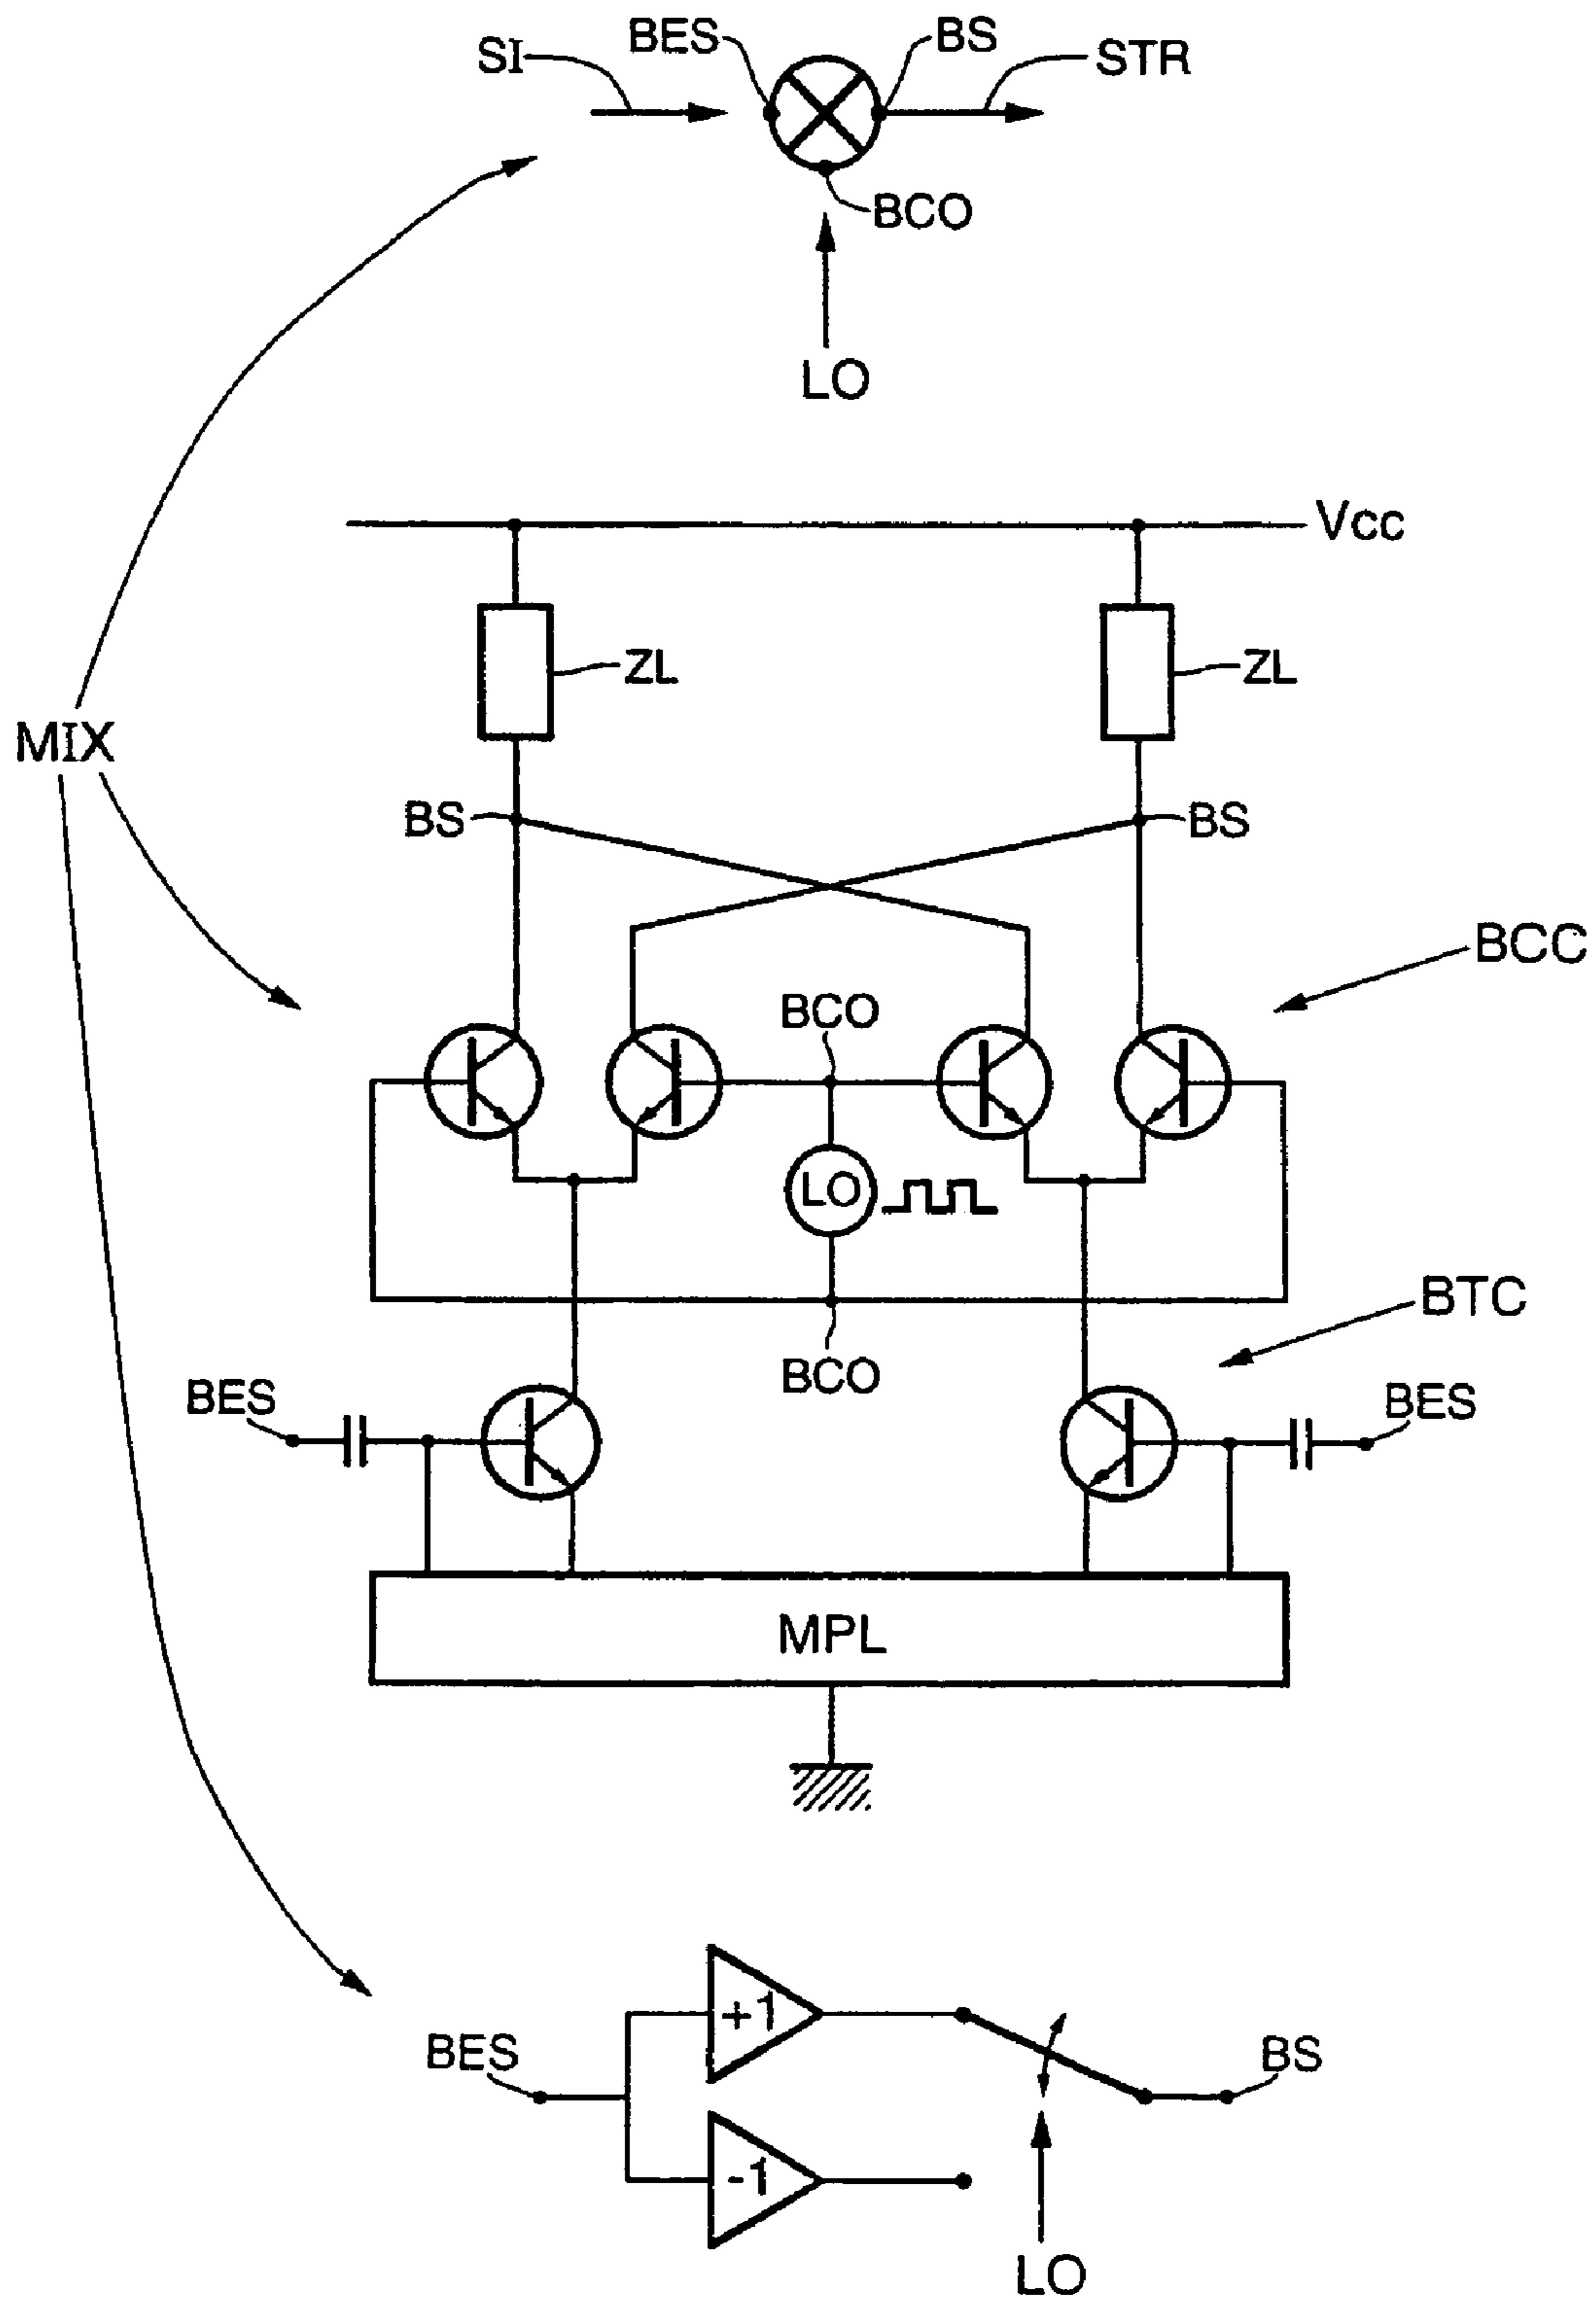 SI
BES
BS
STR
BCO
LO
Vcc
ZL
ZL
MIX
BS
BS
BCC
BCO
LO
BTC
BCO
BES
BES
MPL
+1
BES
BS
-1
LO